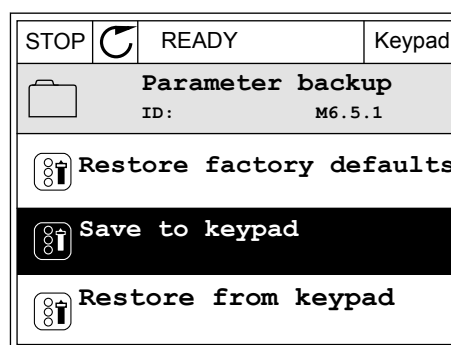 STOP READY Keypad
Parameter backup
ID: M6.5.1
Restore factory defaults
Save to keypad
Restore from keypad